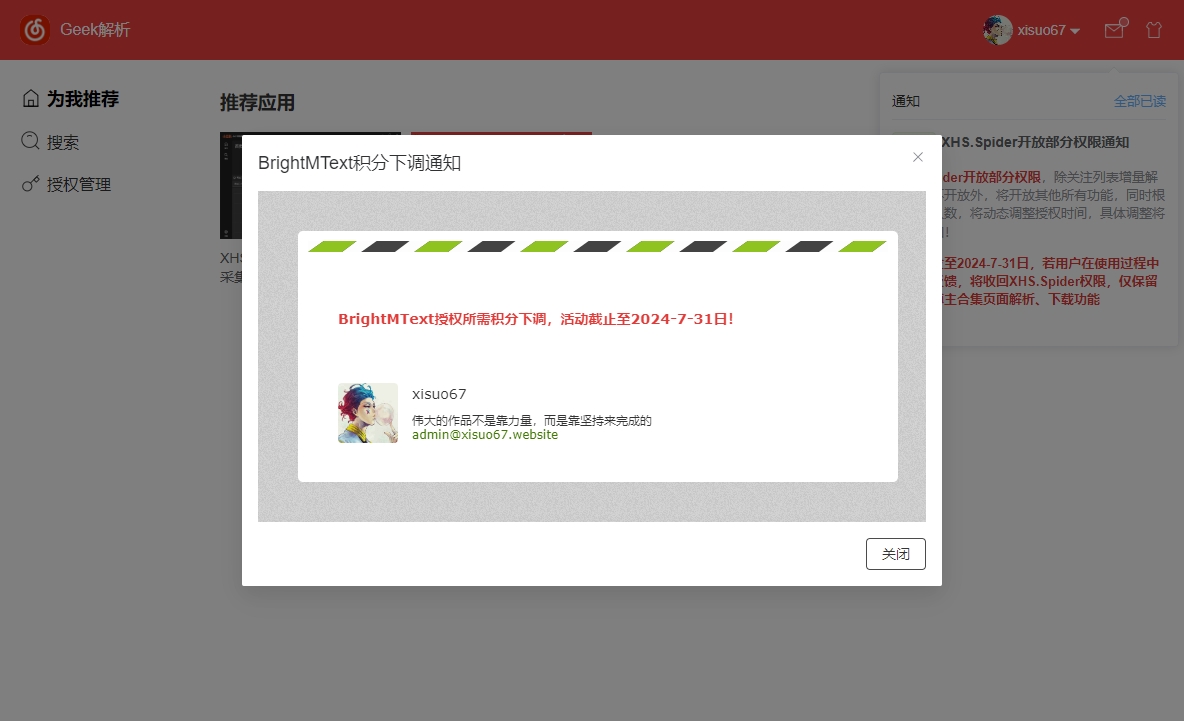 Geek解析
xisuo67
为我推荐
搜索
授权管理
推荐应用
XHS
采集
通知
全部已读
XHS.Spider开放部分权限通知
der开放部分权限，除关注列表增量解
开放外，将开放其他所有功能，同时根
数，将动态调整授权时间，具体调整将
!
至2024-7-31日，若用户在使用过程中
馈，将收回XHS.Spider权限，仅保留
主合集页面解析、下载功能
BrightMText积分下调通知
BrightMText授权所需积分下调，活动截止至2024-7-31日！
xisuo67
伟大的作品不是靠力量，而是靠坚持来完成的
admin@xisuo67.website
关闭